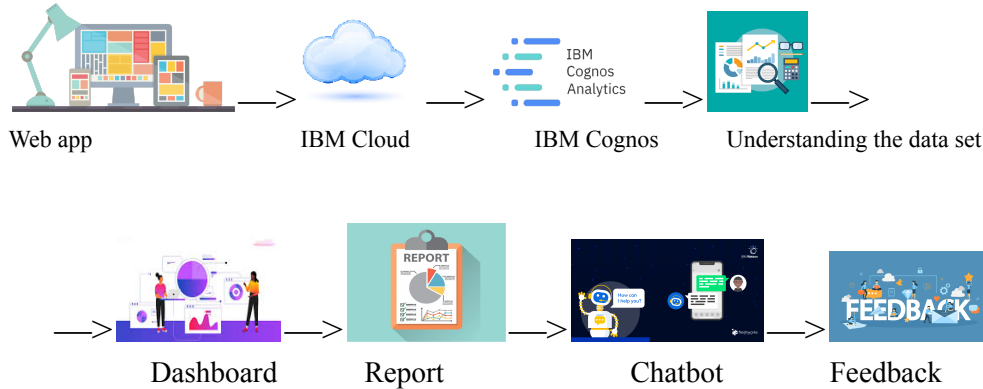 IBM
Cognos
Analytics
Web app
IBM Cloud
IBM Cognos
Understanding the data set
REPORT
How can
I help you?
FEEDBACK
Dashboard
Report
Chatbot
Feedback